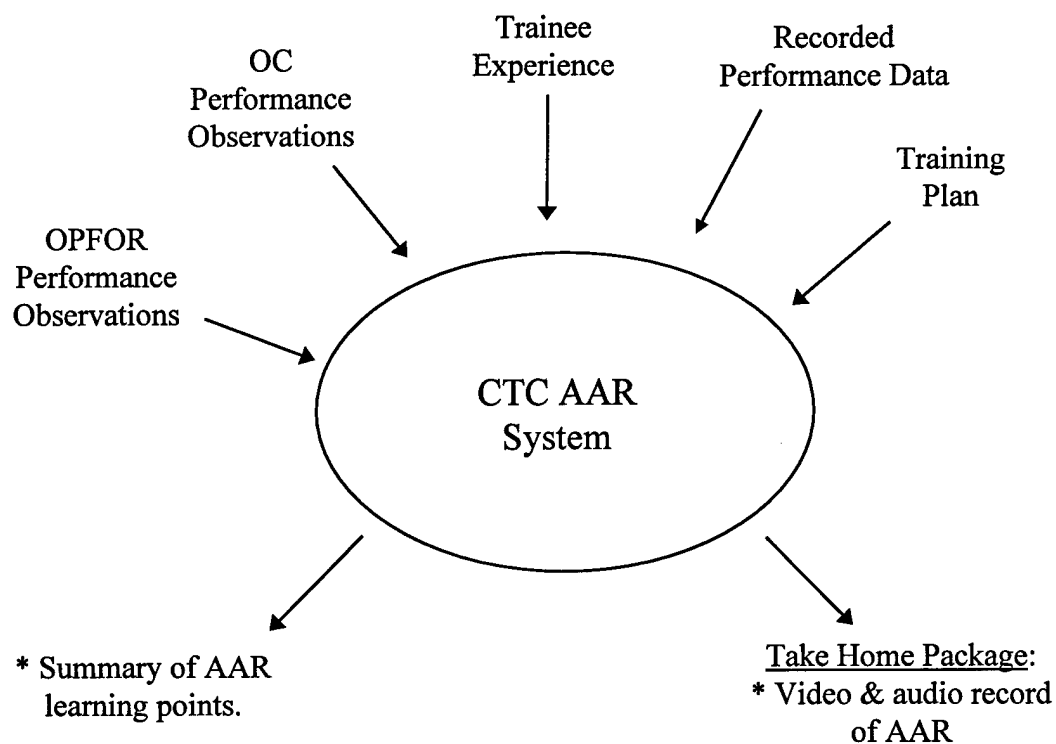 Trainee
Experience
Recorded
Performance Data
OC
Performance
Observations
Training
Plan
OPFOR
Performance
Observations
CTC AAR
System
* Summary of AAR
learning points.
Take Home Package:
* Video & audio record
of AAR